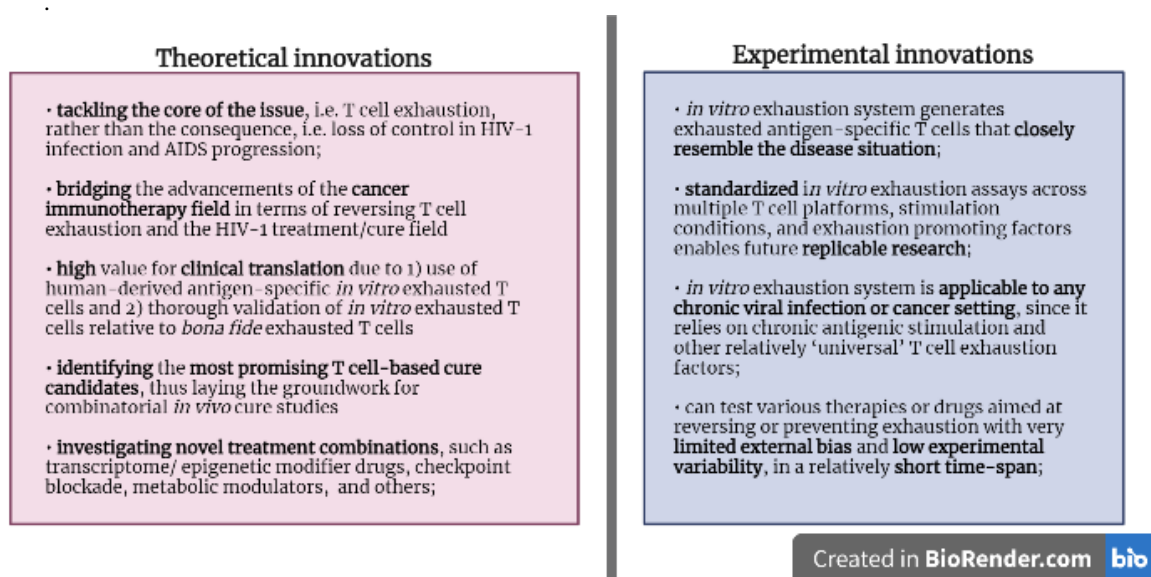 Theoretical innovations
· tackling the core of the issue, i.e. T cell exhaustion,
rather than the consequence, i.e. loss of control in HIV-1
infection and AIDS progression;
· bridging the advancements of the cancer
immunotherapy field in terms of reversing T cell
exhaustion and the HIV-1 treatment/cure field
· high value for clinical translation due to 1) use of
human-derived antigen-specific in vitro exhausted T
cells and 2) thorough validation of in vitro exhausted T
cells relative to bona fide exhausted T cells
· identifying the most promising T cell-based cure
candidates, thus laying the groundwork for
combinatorial in vivo cure studies
· investigating novel treatment combinations, such as
transcriptome/ epigenetic modifier drugs, checkpoint
blockade, metabolic modulators, and others;
Experimental innovations
· in vitro exhaustion system generates
exhausted antigen-specific T cells that closely
resemble the disease situation;
· standardized in vitro exhaustion assays across
multiple T cell platforms, stimulation
conditions, and exhaustion promoting factors
enables future replicable research;
· in vitro exhaustion system is applicable to any
chronic viral infection or cancer setting, since it
relies on chronic antigenic stimulation and
other relatively ‘universal’ T cell exhaustion
factors;
· can test various therapies or drugs aimed at
reversing or preventing exhaustion with very
limited external bias and low experimental
variability, in a relatively short time-span;
Created in BioRender.com bio